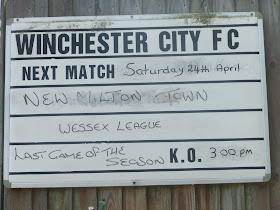 WINCHESTER CITY FC
NEXT MATCH Saturday 24th April
NEW MILTON TOWN
WESSEX LEAGUE
LAST GAME OF THE
SEASON K.O. 3:00 pm